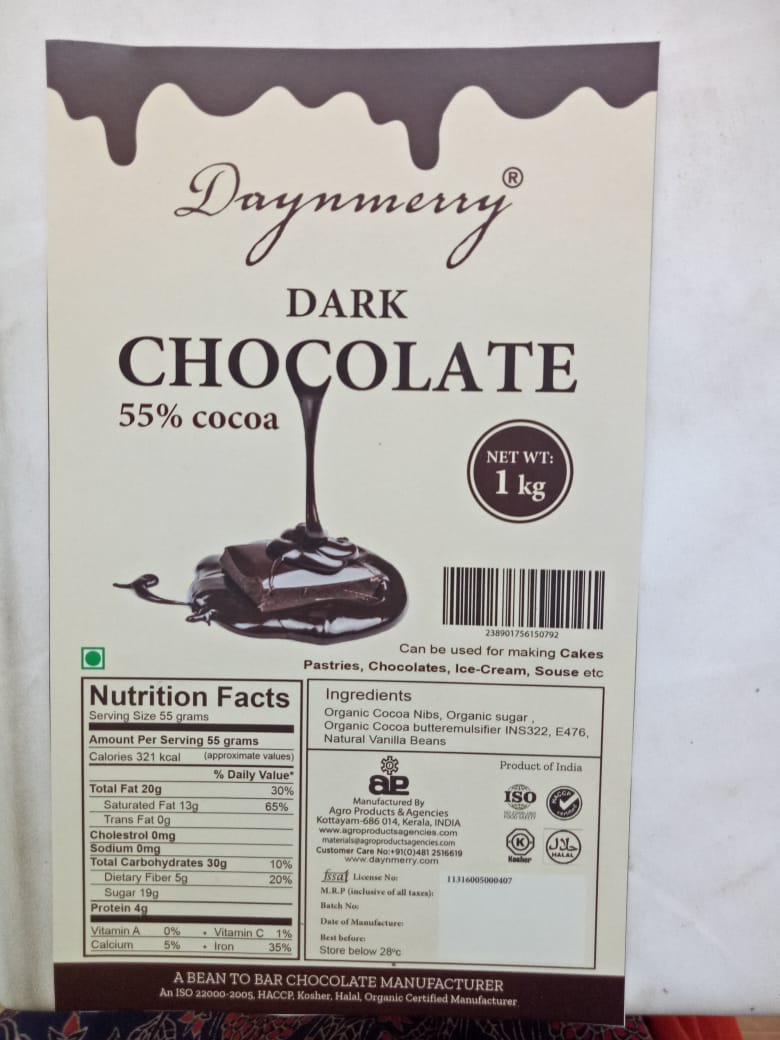 Daynmerry®
DARK
CHOCOLATE
55% cocoa
NET WT:
1 kg
238901756150792
Can be used for making Cakes
Pastries, Chocolates, Ice-Cream, Souse etc
Nutrition Facts
Serving Size 55 grams
Amount Per Serving 55 grams
Calories 321 kcal (approximate values)
% Daily Value*
Total Fat 20g 30%
Saturated Fat 13g 65%
Trans Fat 0g
Cholestrol 0mg
Sodium 0mg
Total Carbohydrates 30g 10%
Dietary Fiber 5g 20%
Sugar 19g
Protein 4g
Vitamin A 0% • Vitamin C 1%
Calcium 5% • Iron 35%
Ingredients
Organic Cocoa Nibs, Organic sugar ,
Organic Cocoa butteremulsifier INS322, E476,
Natural Vanilla Beans
Product of India
ap
Manufactured By
Agro Products & Agencies
Kottayam-686 014, Kerala, INDIA
www.agroproductsagencies.com
materials@agroproductsagencies.com
Customer Care No:+91(0)481 2516619
www.daynmerry.com
ISO
HACCP
K
Kosher
حلال
HALAL
fssai License No: 11316005000407
M.R.P (inclusive of all taxes):
Batch No:
Date of Manufacture:
Best before:
Store below 28°c
A BEAN TO BAR CHOCOLATE MANUFACTURER
An ISO 22000-2005, HACCP, Kosher, Halal, Organic Certified Manufacturer